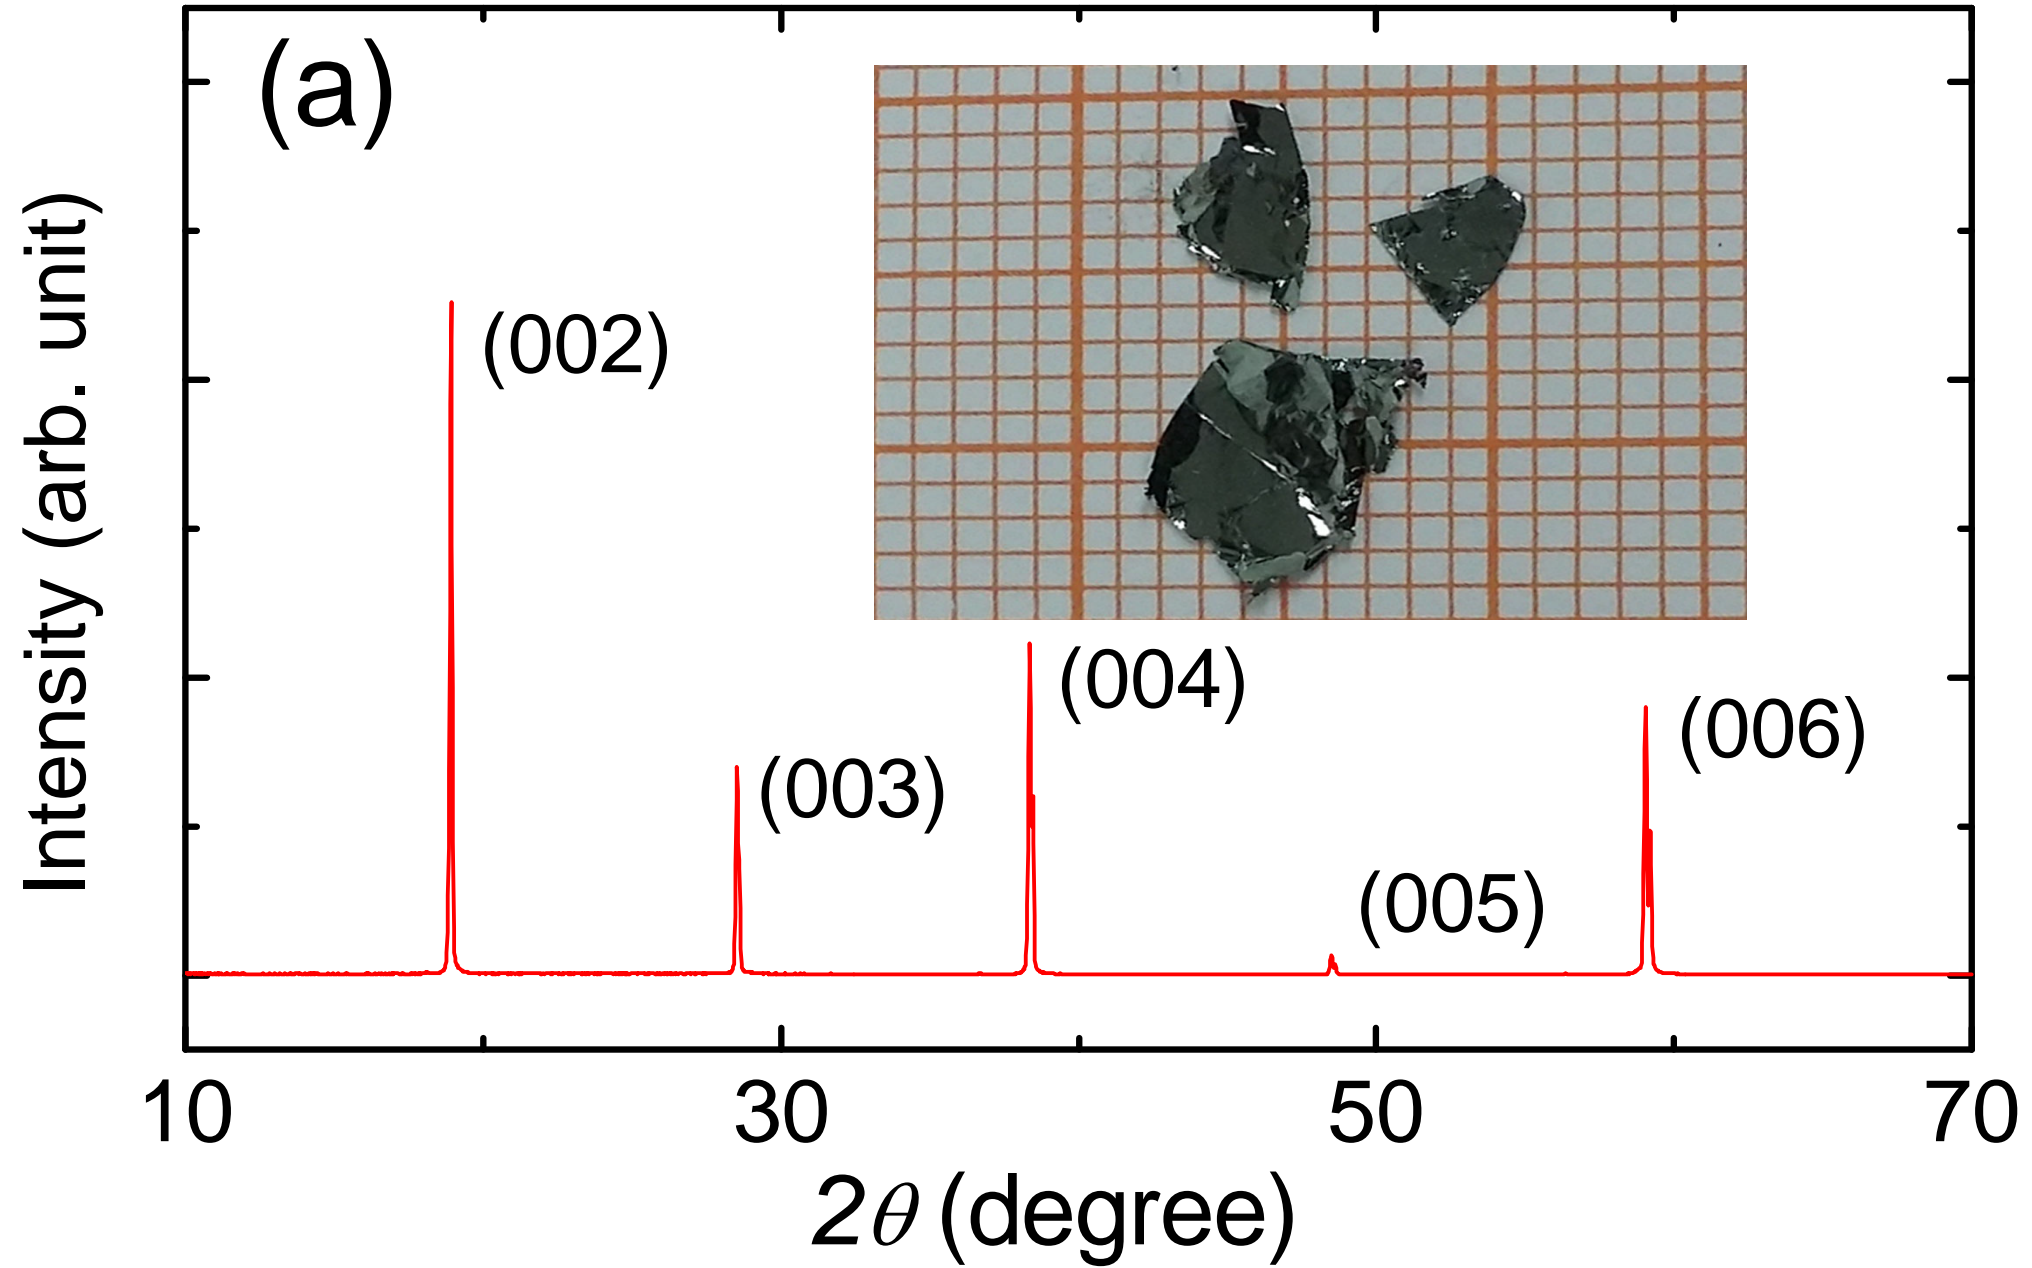 (a)
Intensity (arb. unit)
(002)
(003)
(004)
(005)
(006)
10 30 50 70
2θ (degree)